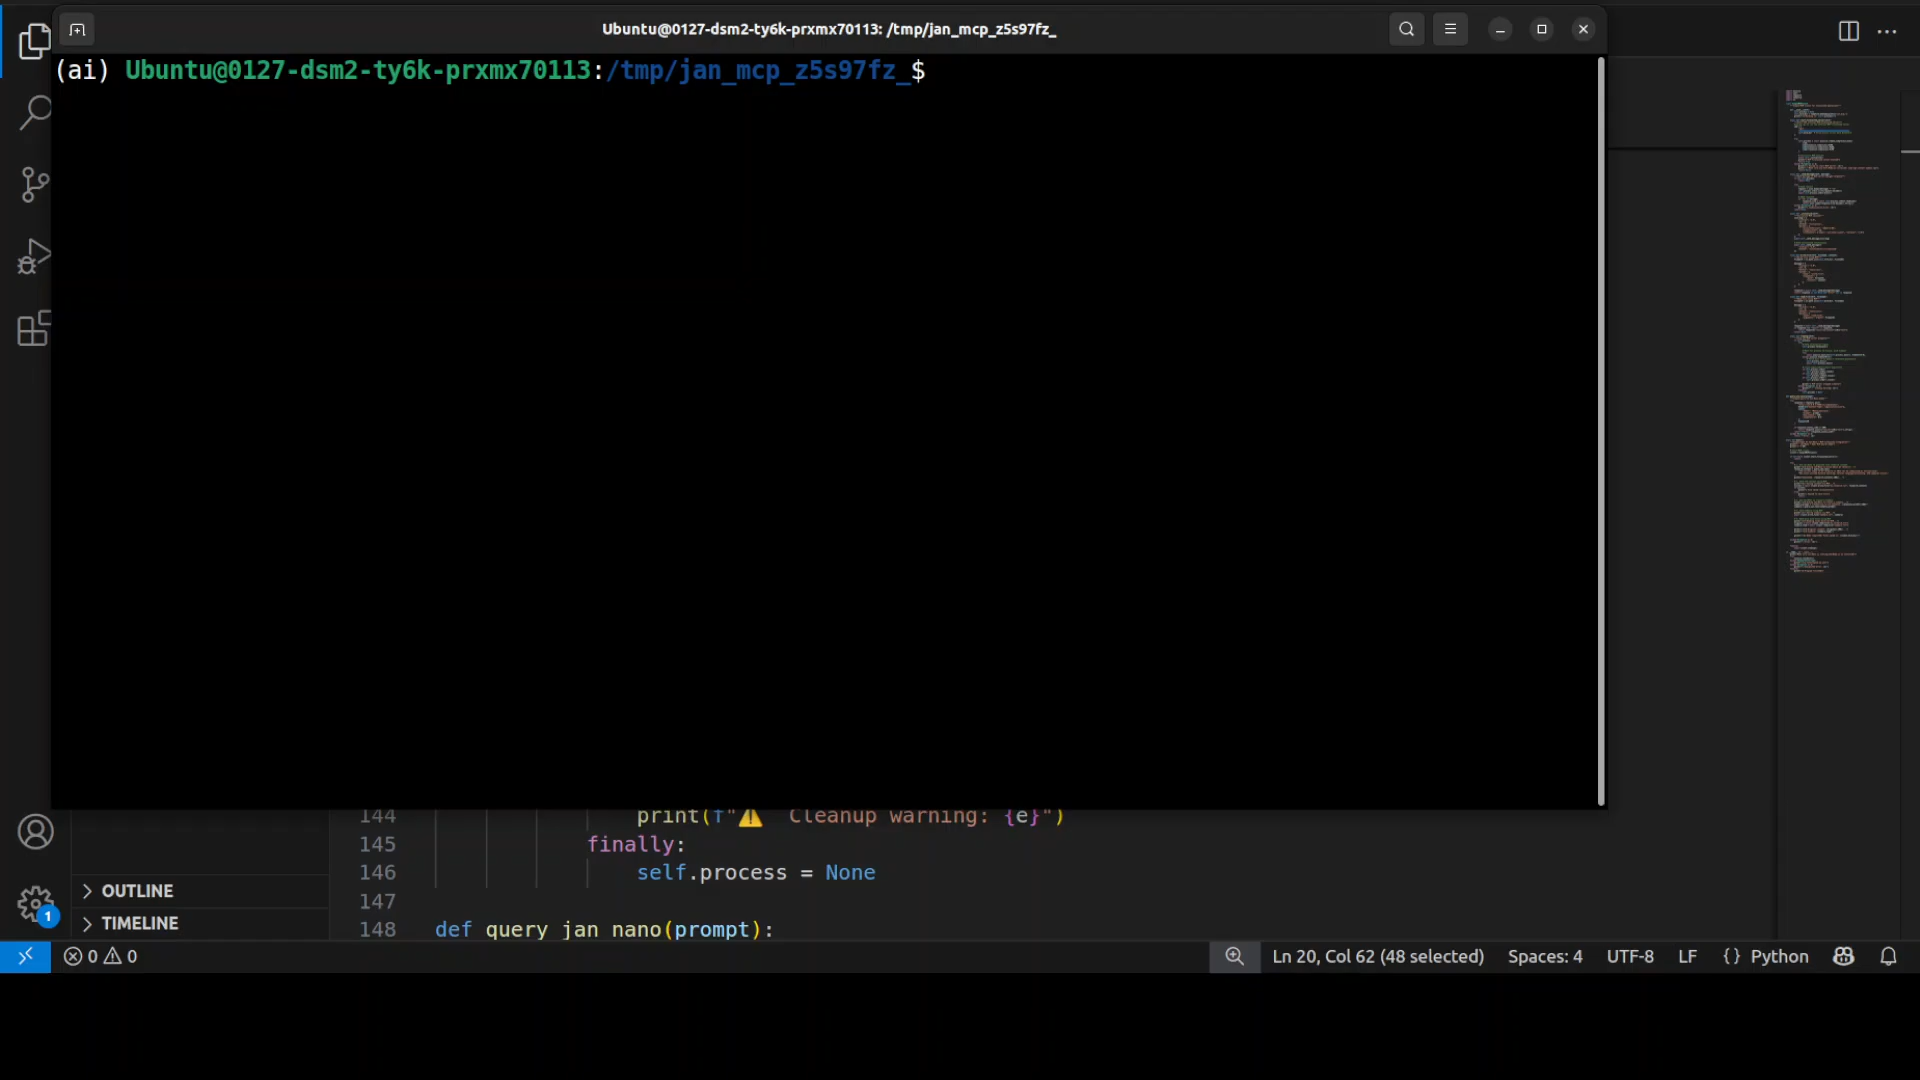 Ubuntu@0127-dsm2-ty6k-prxmx70113: /tmp/jan_mcp_z5s97fz_
(ai) Ubuntu@0127-dsm2-ty6k-prxmx70113:/tmp/jan_mcp_z5s97fz_$
144 print(f"⚠️  Cleanup warning: {e}")
145 finally:
146 self.process = None
147
148 def query_jan_nano(prompt):
OUTLINE
TIMELINE
1
0 0
Ln 20, Col 62 (48 selected)
Spaces: 4
UTF-8
LF
{} Python